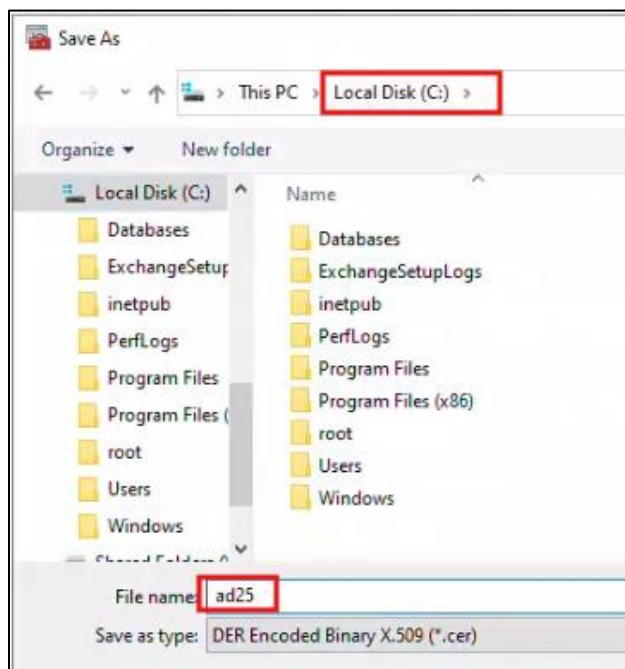 Save As
This PC > Local Disk (C:) >
Organize New folder
Local Disk (C:)
Databases
ExchangeSetup
inetpub
PerfLogs
Program Files
Program Files (
root
Users
Windows
Name
Databases
ExchangeSetupLogs
inetpub
PerfLogs
Program Files
Program Files (x86)
root
Users
Windows
File name: ad25
Save as type: DER Encoded Binary X.509 (*.cer)